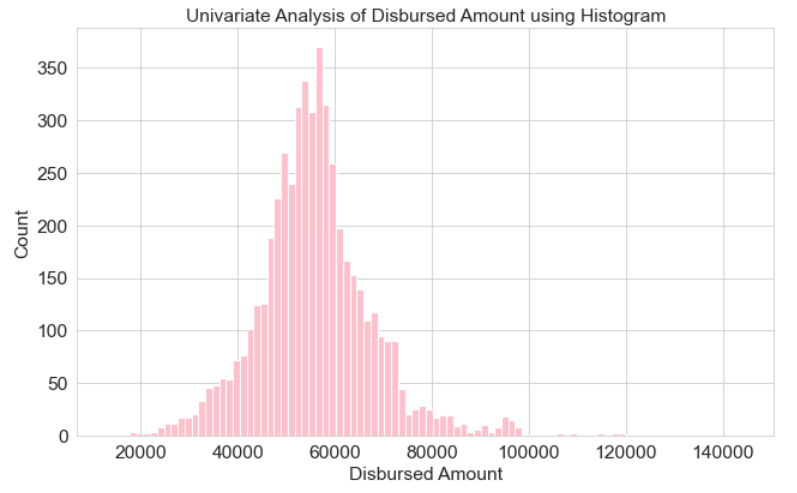 Univariate Analysis of Disbursed Amount using Histogram
350
300
250
200
150
100
50
0
Count
20000 40000 60000 80000 100000 120000 140000
Disbursed Amount